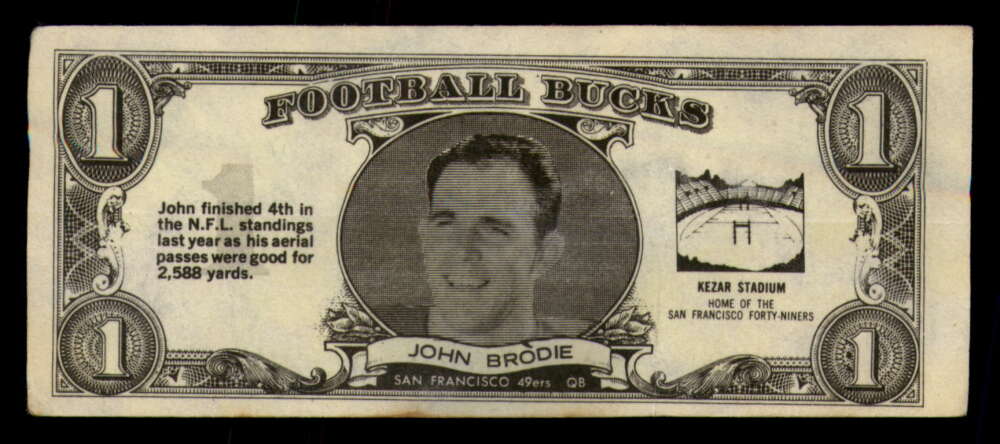 FOOTBALL BUCKS
1
1
1
John finished 4th in
the N.F.L. standings
last year as his aerial
passes were good for
2,588 yards.
KEZAR STADIUM
HOME OF THE
SAN FRANCISCO FORTY-NINERS
1
1
JOHN BRODIE
SAN FRANCISCO 49ers QB